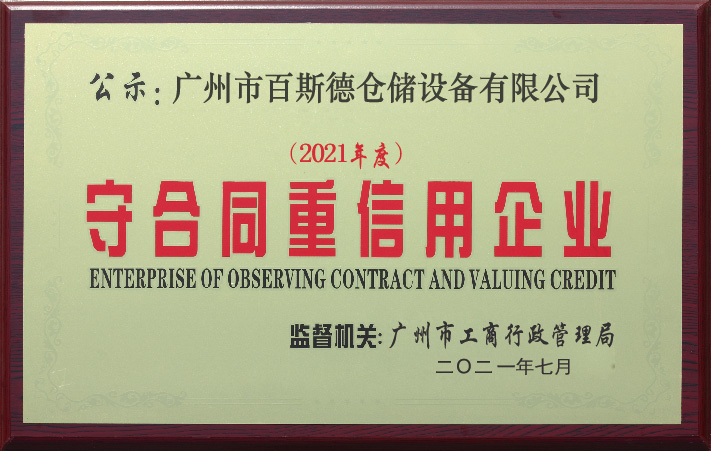 公示：广州市百斯德仓储设备有限公司
（2021年度）
守合同重信用企业
ENTERPRISE OF OBSERVING CONTRACT AND VALUING CREDIT
监督机关：广州市工商行政管理局
二〇二一年七月